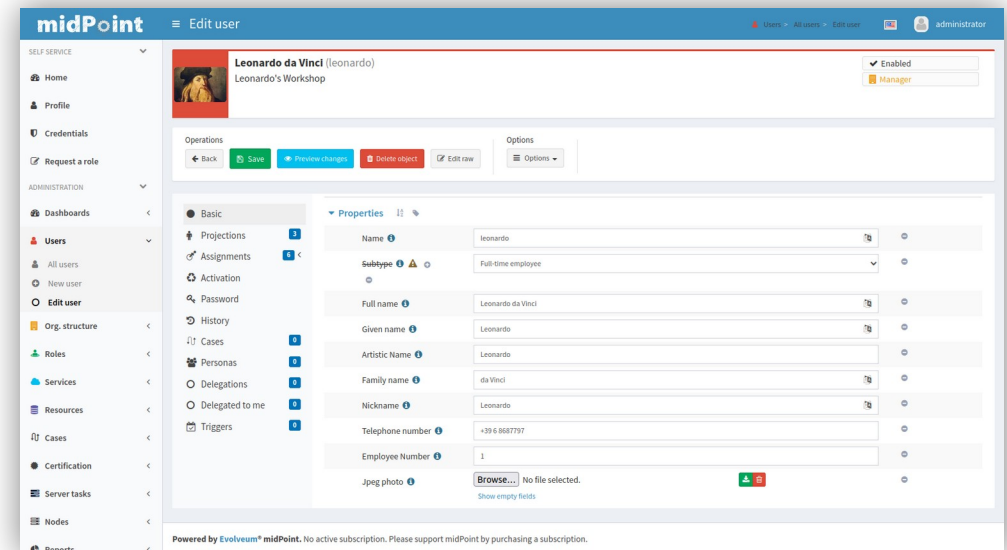 midPoint
Edit user
Users > All users > Edit user
administrator
SELF SERVICE
Home
Profile
Credentials
Request a role
ADMINISTRATION
Dashboards
Users
All users
New user
Edit user
Org. structure
Roles
Services
Resources
Cases
Certification
Server tasks
Nodes
Reports
Leonardo da Vinci (leonardo)
Leonardo's Workshop
Enabled
Manager
Operations
Back
Save
Preview changes
Delete object
Edit raw
Options
Options
Basic
Projections 3
Assignments 6
Activation
Password
History
Cases 0
Personas 0
Delegations 0
Delegated to me 0
Triggers 0
Properties
Name leonardo
Subtype Full-time employee
Full name Leonardo da Vinci
Given name Leonardo
Artistic Name Leonardo
Family name da Vinci
Nickname Leonardo
Telephone number +39 6 8687797
Employee Number 1
Jpeg photo Browse... No file selected.
Show empty fields
Powered by Evolveum® midPoint. No active subscription. Please support midPoint by purchasing a subscription.